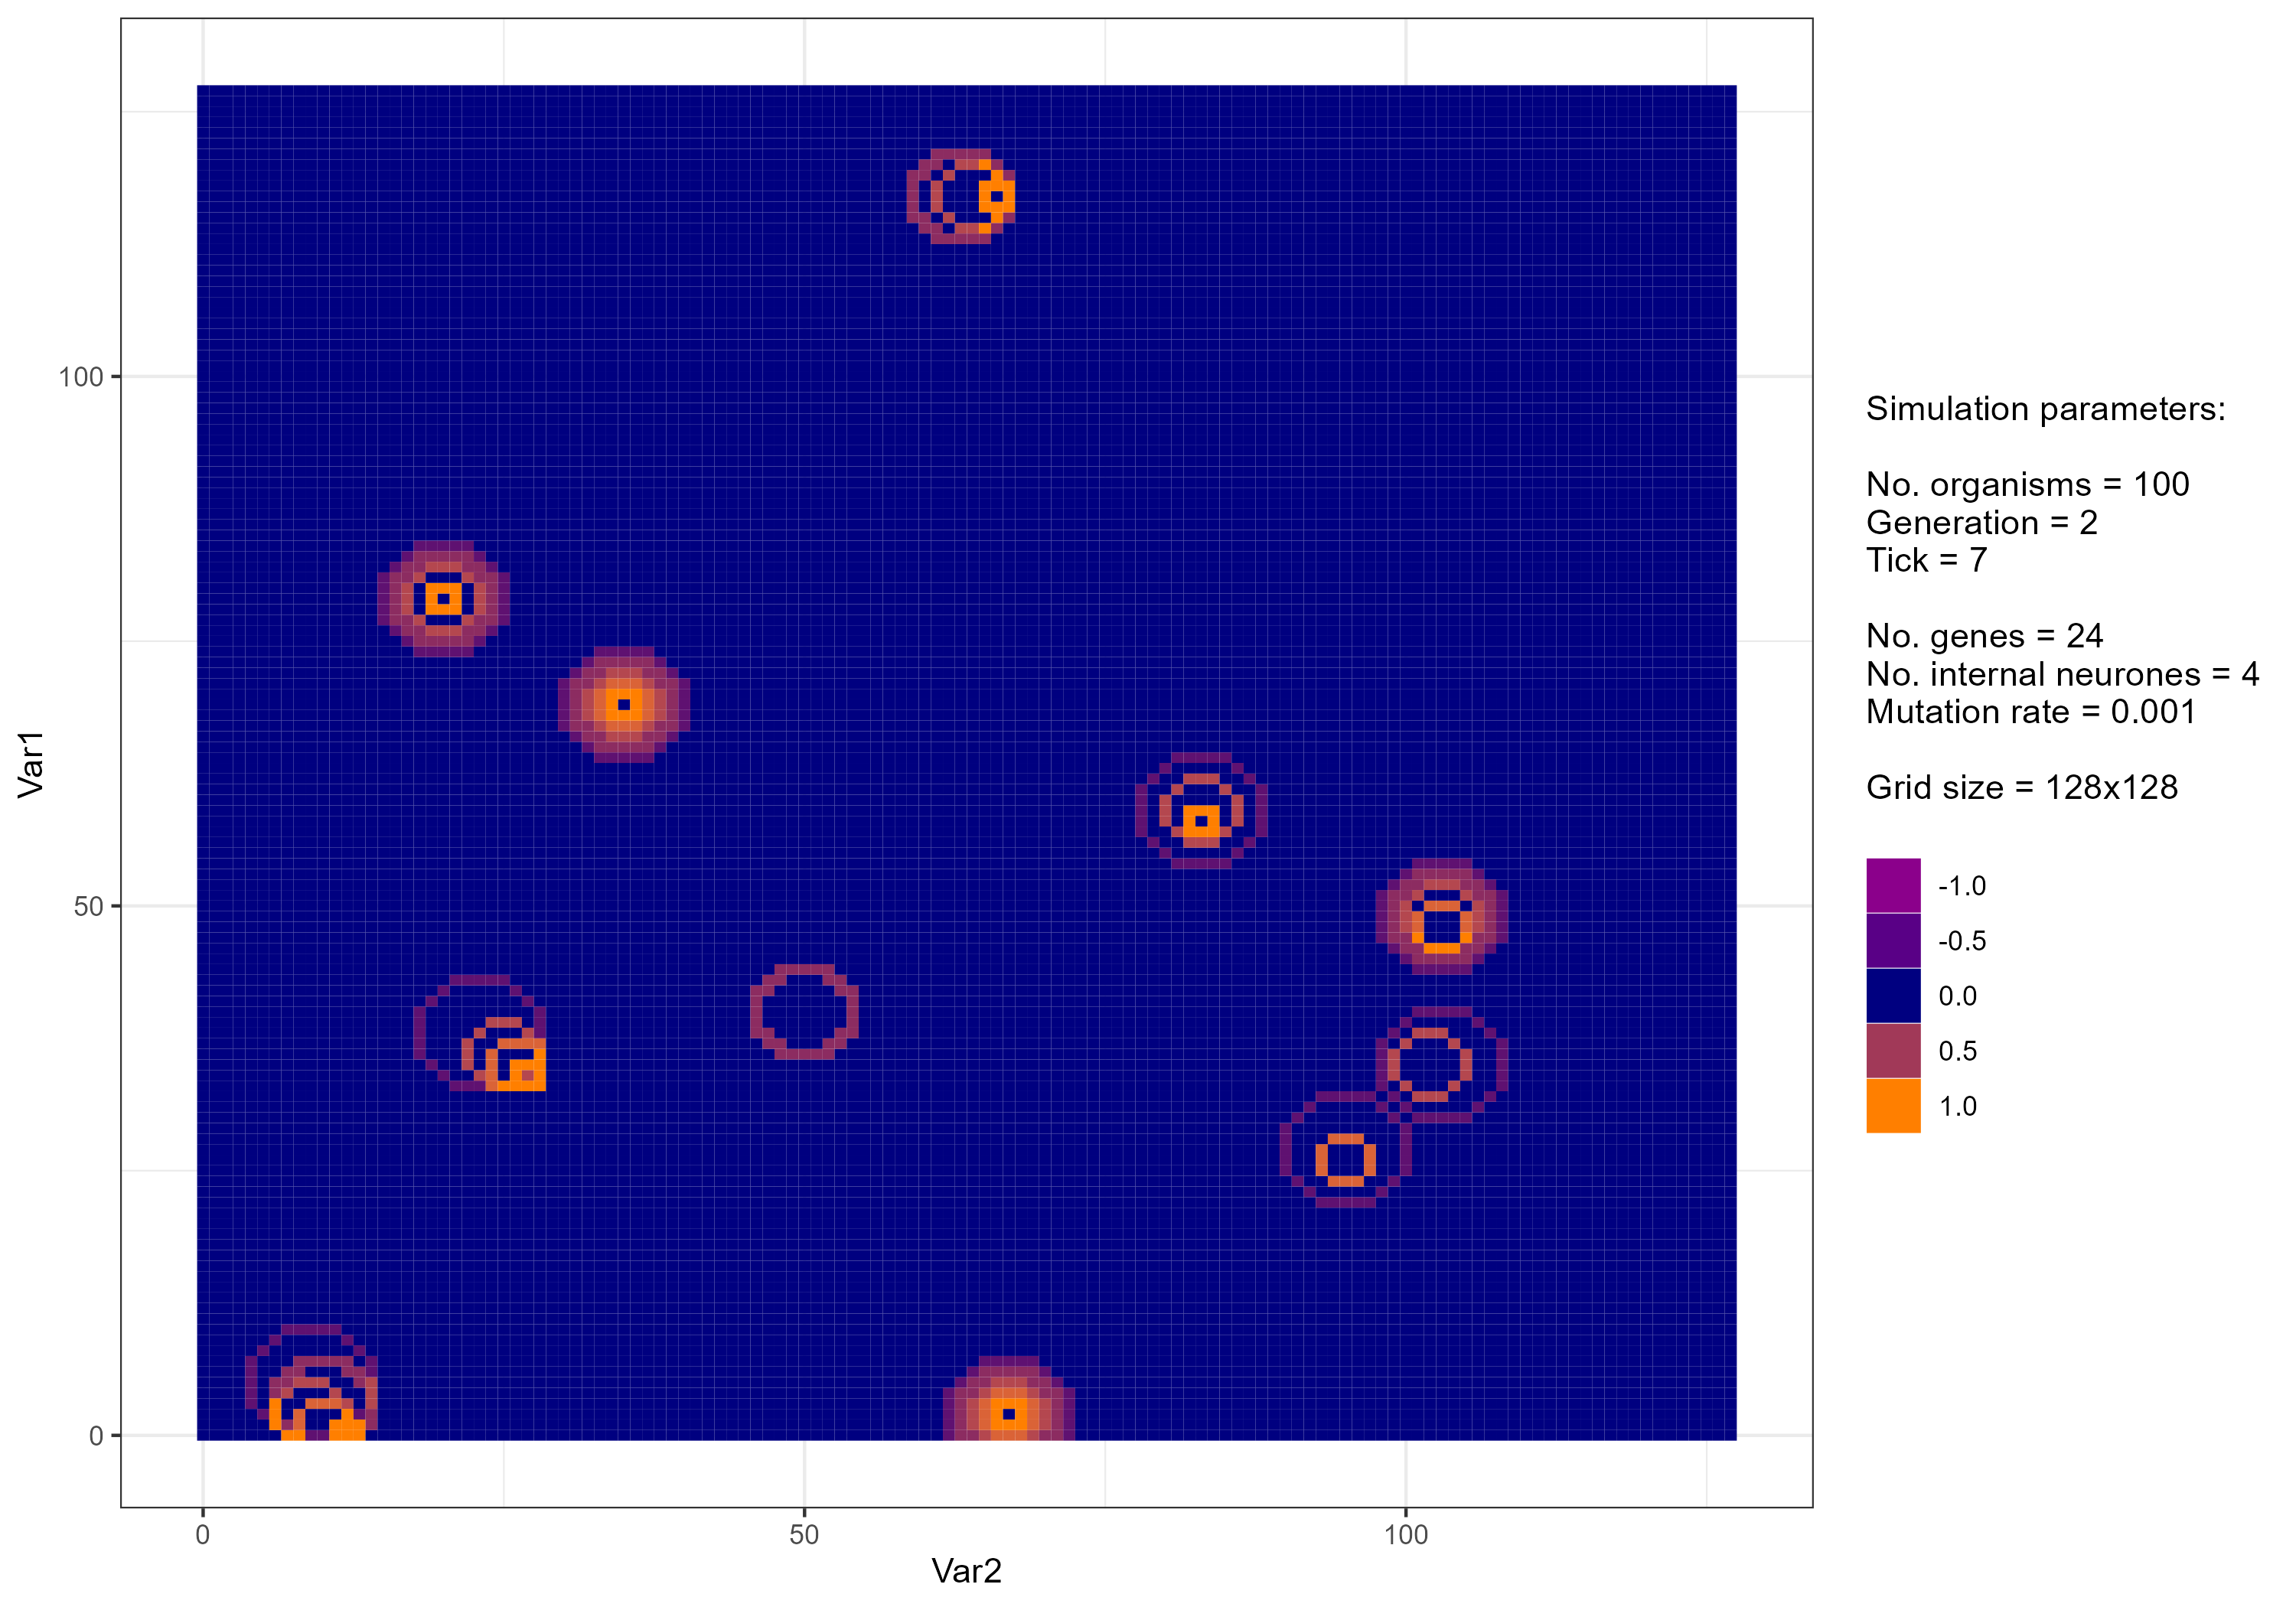 100
50
0
0
50
100
Var1
Var2
Simulation parameters:
No. organisms = 100
Generation = 2
Tick = 7
No. genes = 24
No. internal neurones = 4
Mutation rate = 0.001
Grid size = 128x128
-1.0
-0.5
0.0
0.5
1.0